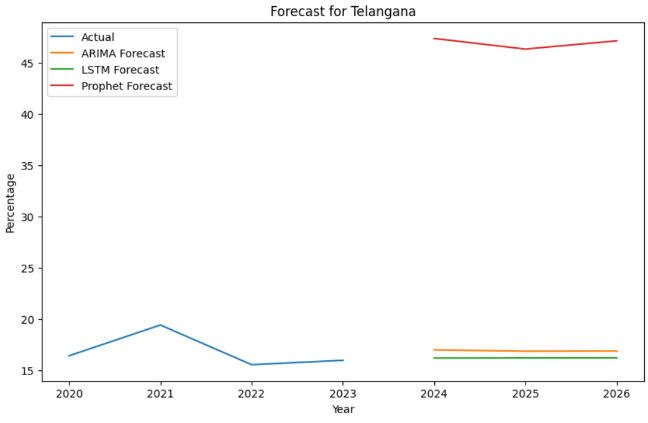 Forecast for Telangana
Actual
ARIMA Forecast
LSTM Forecast
Prophet Forecast
45
40
35
30
25
20
15
Percentage
2020 2021 2022 2023 2024 2025 2026
Year